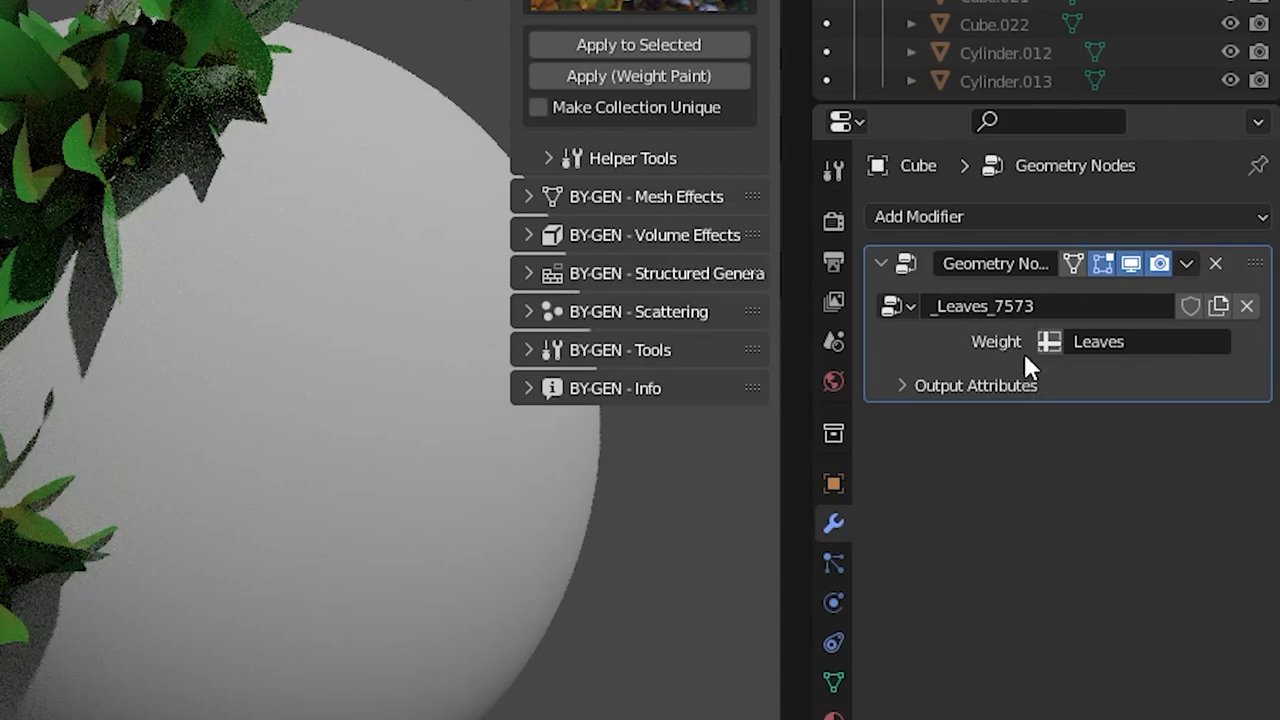 Apply to Selected
Apply (Weight Paint)
Make Collection Unique
Helper Tools
BY-GEN - Mesh Effects
BY-GEN - Volume Effects
BY-GEN - Structured Genera
BY-GEN - Scattering
BY-GEN - Tools
BY-GEN - Info
Cube.021
Cube.022
Cylinder.012
Cylinder.013
Cube > Geometry Nodes
Add Modifier
Geometry No...
_Leaves_7573
Weight Leaves
Output Attributes